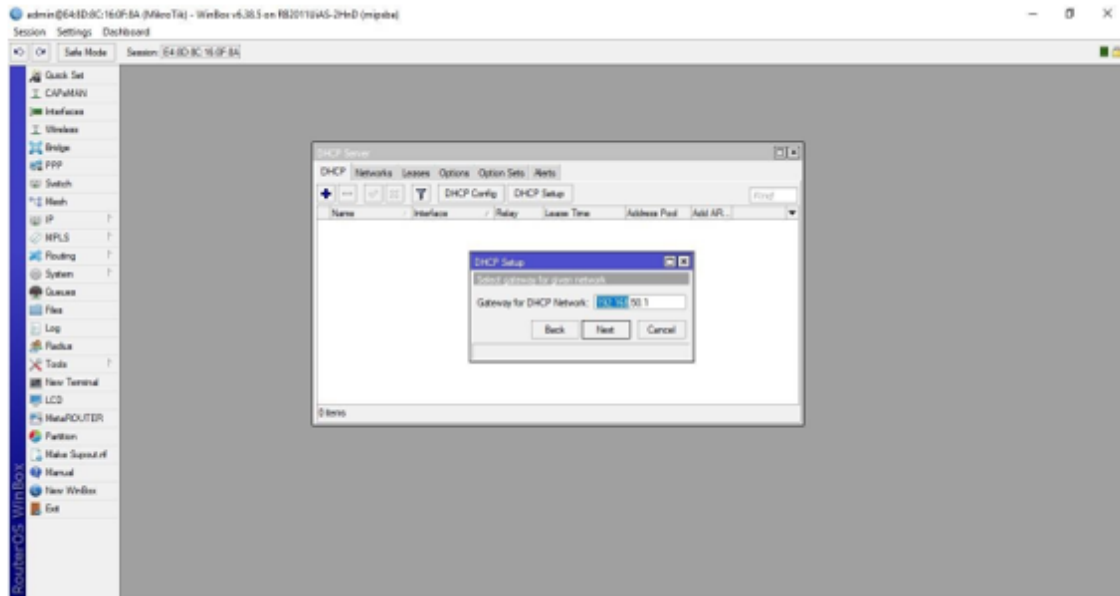 admin@E4:8D:8C:16:0F:8A (MikroTik) - WinBox v6.38.5 on RB2011UiAS-2HnD (mipsbe)
Session Settings Dashboard
Safe Mode Session: E4:8D:8C:16:0F:8A
Quick Set
CAPsMAN
Interfaces
Wireless
Bridge
PPP
Switch
Mesh
IP
MPLS
Routing
System
Queues
Files
Log
Radius
Tools
New Terminal
LCD
MetaROUTER
Partition
Make Supout.rif
Manual
New WinBox
Exit
RouterOS WinBox
DHCP Server
DHCP Networks Leases Options Option Sets Alerts
DHCP Config DHCP Setup Find
Name Interface Relay Lease Time Address Pool Add AR...
DHCP Setup
Select gateway for given network
Gateway for DHCP Network: 192.168.50.1
Back Next Cancel
0 items